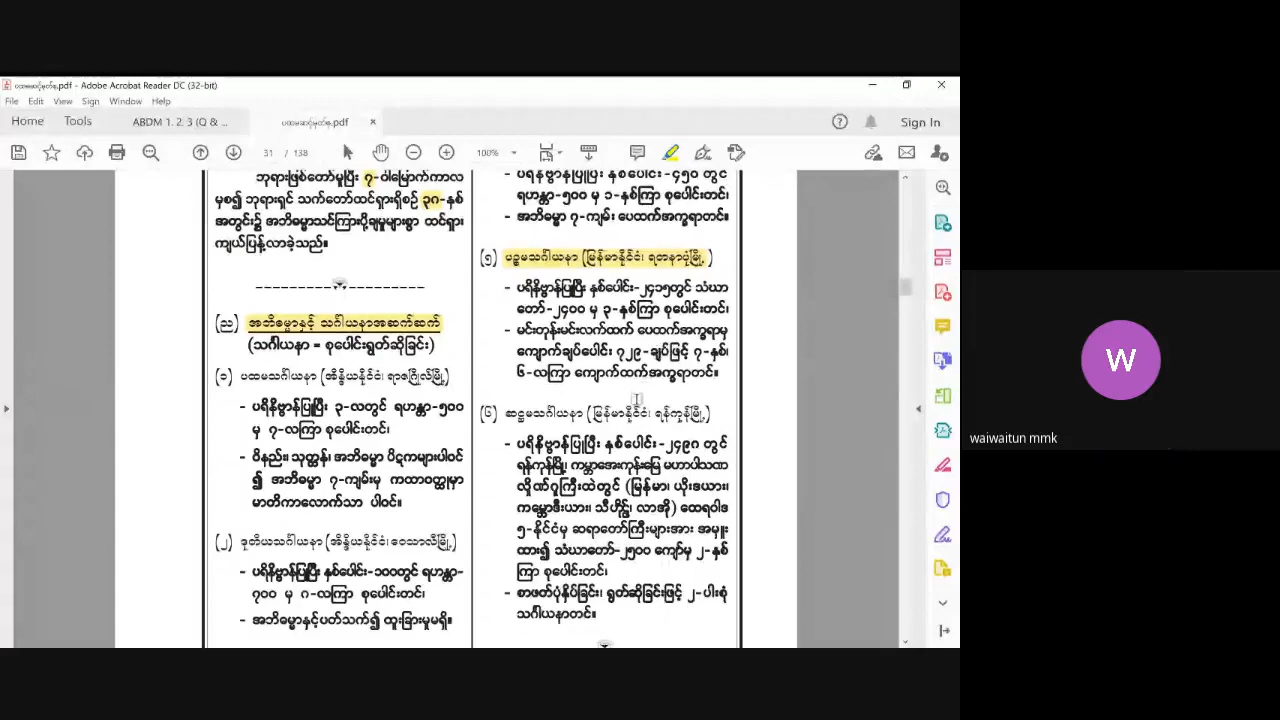 ပထမဆင့်မှတ်စု.pdf - Adobe Acrobat Reader DC (32-bit)
File Edit View Sign Window Help
Home Tools ABDM 1. 2. 3 (Q & ... ပထမဆင့်မှတ်စု.pdf × Sign In
31 / 138 100%
ဘုရားဖြစ်တော်မူပြီး ၇-ဝါမြောက်ကာလ
မှစ၍ ဘုရားရှင် သက်တော်ထင်ရှားရှိစဉ် ၃၈-နှစ်
အတွင်း၌ အဘိဓမ္မာသင်ကြားပို့ချမှုများစွာ ထင်ရှား
ကျယ်ပြန့်လာခဲ့သည်။
(ည) အဘိဓမ္မာနှင့် သင်္ဂါယနာအဆက်ဆက်
(သင်္ဂါယနာ = စုပေါင်းရွတ်ဆိုခြင်း)
(၁) ပထမသင်္ဂါယနာ (အိန္ဒိယနိုင်ငံ၊ ရာဇဂြိုလ်မြို့)
- ပရိနိဗ္ဗာန်ပြုပြီး ၃-လတွင် ရဟန္တာ-၅၀၀
မှ ၇-လကြာ စုပေါင်းတင်၊
- ဝိနည်း၊ သုတ္တန်၊ အဘိဓမ္မာ ပိဋကများပါဝင်
၍ အဘိဓမ္မာ ၇-ကျမ်းမှ ကထာဝတ္ထုမှာ
မာတိကာလောက်သာ ပါဝင်။
(၂) ဒုတိယသင်္ဂါယနာ (အိန္ဒိယနိုင်ငံ၊ ဝေသာလီမြို့)
- ပရိနိဗ္ဗာန်ပြုပြီး နှစ်ပေါင်း-၁၀၀တွင် ရဟန္တာ-
၇၀၀ မှ ၈-လကြာ စုပေါင်းတင်၊
- အဘိဓမ္မာနှင့်ပတ်သက်၍ ထူးခြားမှုမရှိ။
- ပရိနိဗ္ဗာန်ပြုပြီး နှစ်ပေါင်း-၄၅၀ တွင်
ရဟန္တာ-၅၀၀ မှ ၁-နှစ်ကြာ စုပေါင်းတင်၊
- အဘိဓမ္မာ ၇-ကျမ်း ပေထက်အက္ခရာတင်။
(၅) ပဉ္စမသင်္ဂါယနာ (မြန်မာနိုင်ငံ၊ ရတနာပုံမြို့)
- ပရိနိဗ္ဗာန်ပြုပြီး နှစ်ပေါင်း-၂၄၁၅တွင် သံဃာ
တော်-၂၄၀၀ မှ ၃-နှစ်ကြာ စုပေါင်းတင်၊
- မင်းတုန်းမင်းလက်ထက် ပေထက်အက္ခရာမှ
ကျောက်ချပ်ပေါင်း ၇၂၉-ချပ်ဖြင့် ၇-နှစ်၊
၆-လကြာ ကျောက်ထက်အက္ခရာတင်။
(၆) ဆဋ္ဌမသင်္ဂါယနာ (မြန်မာနိုင်ငံ၊ ရန်ကုန်မြို့)
- ပရိနိဗ္ဗာန်ပြုပြီး နှစ်ပေါင်း-၂၄၉၈ တွင်
ရန်ကုန်မြို့၊ ကမ္ဘာအေးကုန်းမြေ မဟာပါသဏ
လှိုဏ်ဂူကြီးထဲတွင် (မြန်မာ၊ ယိုးဒယား၊
ကမ္ဘောဒီးယား၊ သီဟိုဠ်၊ လာအို) ထေရဝါဒ
၅-နိုင်ငံမှ ဆရာတော်ကြီးများအား အမှူး
ထား၍ သံဃာတော်-၂၅၀၀ ကျော်မှ ၂-နှစ်
ကြာ စုပေါင်းတင်၊
- စာဖတ်ပုံနှိပ်ခြင်း၊ ရွတ်ဆိုခြင်းဖြင့် ၂-ပါးစုံ
သင်္ဂါယနာတင်။
W
waiwaitun mmk